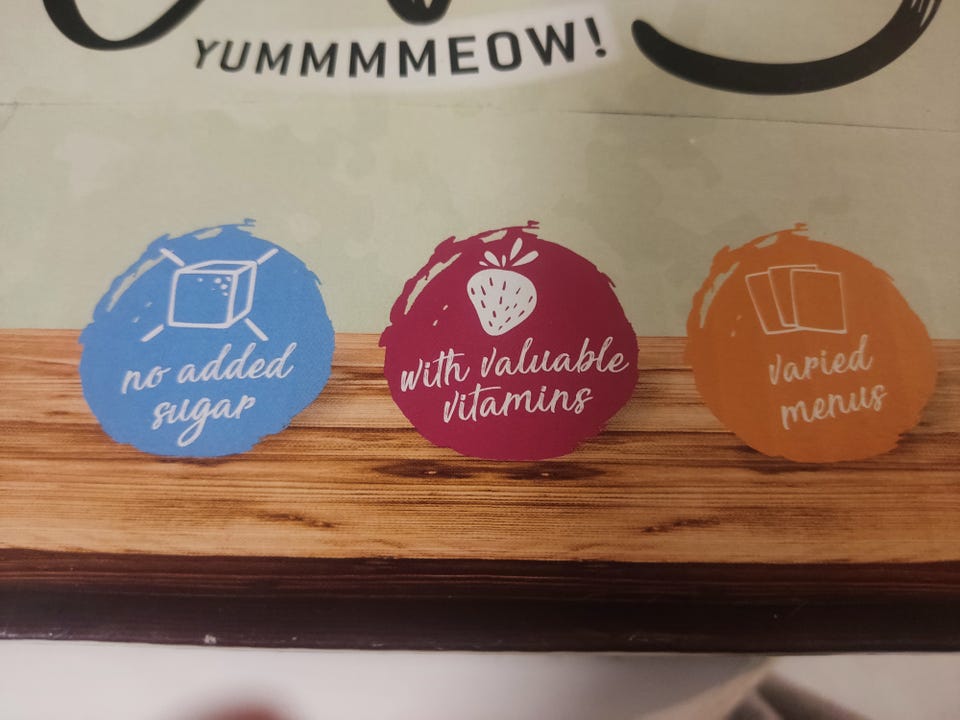 YUMMMMEOW!
no added
sugar
with valuable
vitamins
varied
menus